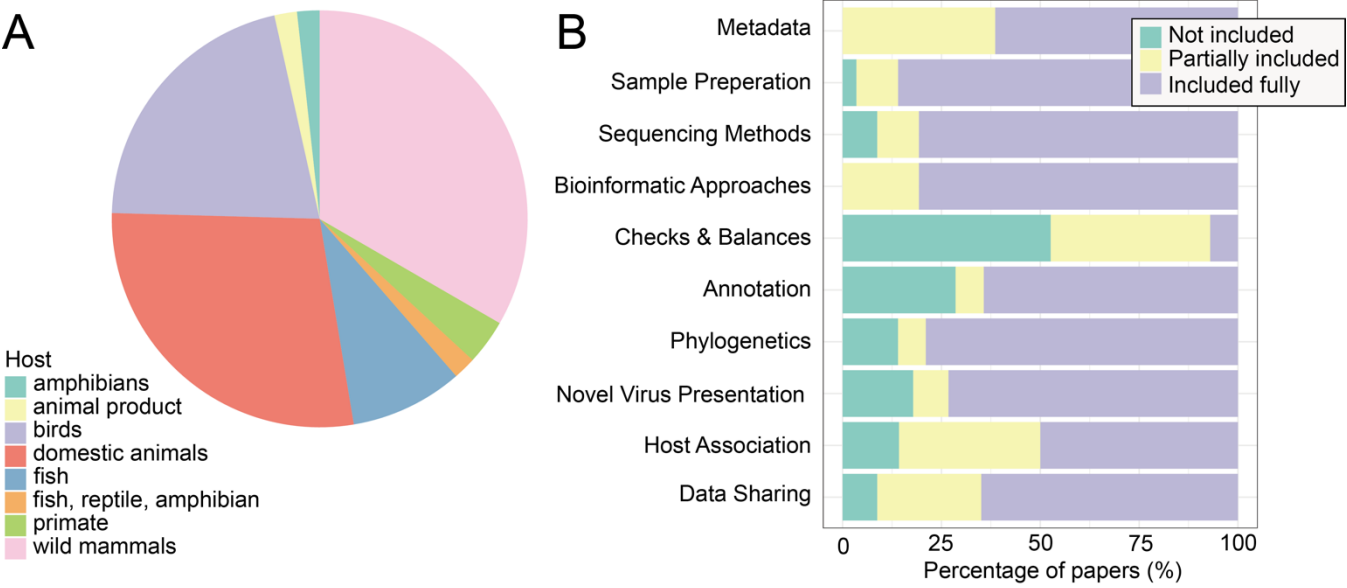 A
Host
amphibians
animal product
birds
domestic animals
fish
fish, reptile, amphibian
primate
wild mammals
B
Metadata
Sample Preperation
Sequencing Methods
Bioinformatic Approaches
Checks & Balances
Annotation
Phylogenetics
Novel Virus Presentation
Host Association
Data Sharing
Not included
Partially included
Included fully
0 25 50 75 100
Percentage of papers (%)